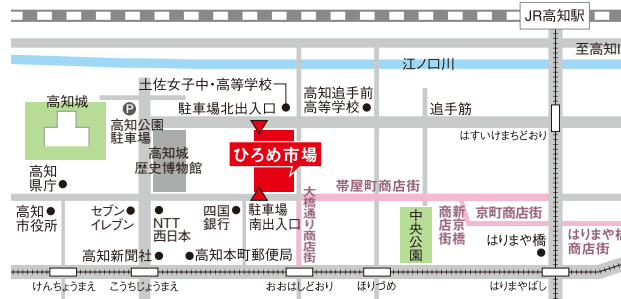 JR高知駅
至高知I
江ノ口川
土佐女子中・高等学校
高知城
P
高知公園
駐車場
駐車場北出入口
高知追手前
高等学校
追手筋
はすいけまちどおり
高知城
歴史博物館
ひろめ市場
高知
県庁
帯屋町商店街
大橋通り商店街
高知
市役所
セブン
イレブン
NTT
西日本
四国
銀行
駐車場
南出入口
中央公園
新京橋
商店街
京町商店街
はりまや橋
はりまや橋
商店街
高知新聞社
高知本町郵便局
けんちょうまえ
こうちじょうまえ
おおはしどおり
ほりづめ
はりまやばし